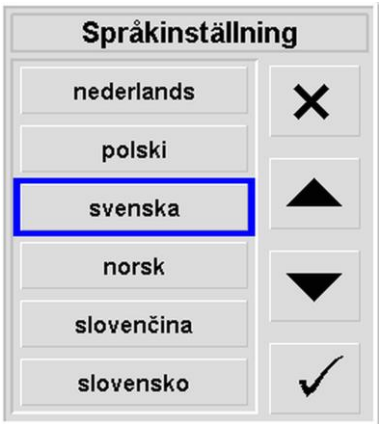 Språkinställning
nederlands
polski
svenska
norsk
slovenčina
slovensko